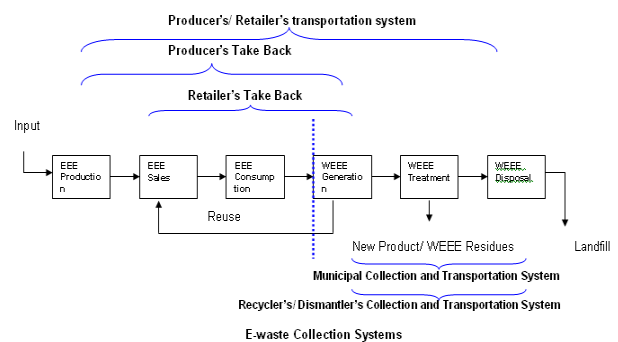 Producer's/ Retailer's transportation system
Producer's Take Back
Retailer's Take Back
Input
EEE
Productio
n
EEE
Sales
EEE
Consump
tion
WEEE
Generatio
n
WEEE
Treatment
WEEE
Disposal
Reuse
New Product/ WEEE Residues
Landfill
Municipal Collection and Transportation System
Recycler's/Dismantler's Collection and Transportation System
E-waste Collection Systems